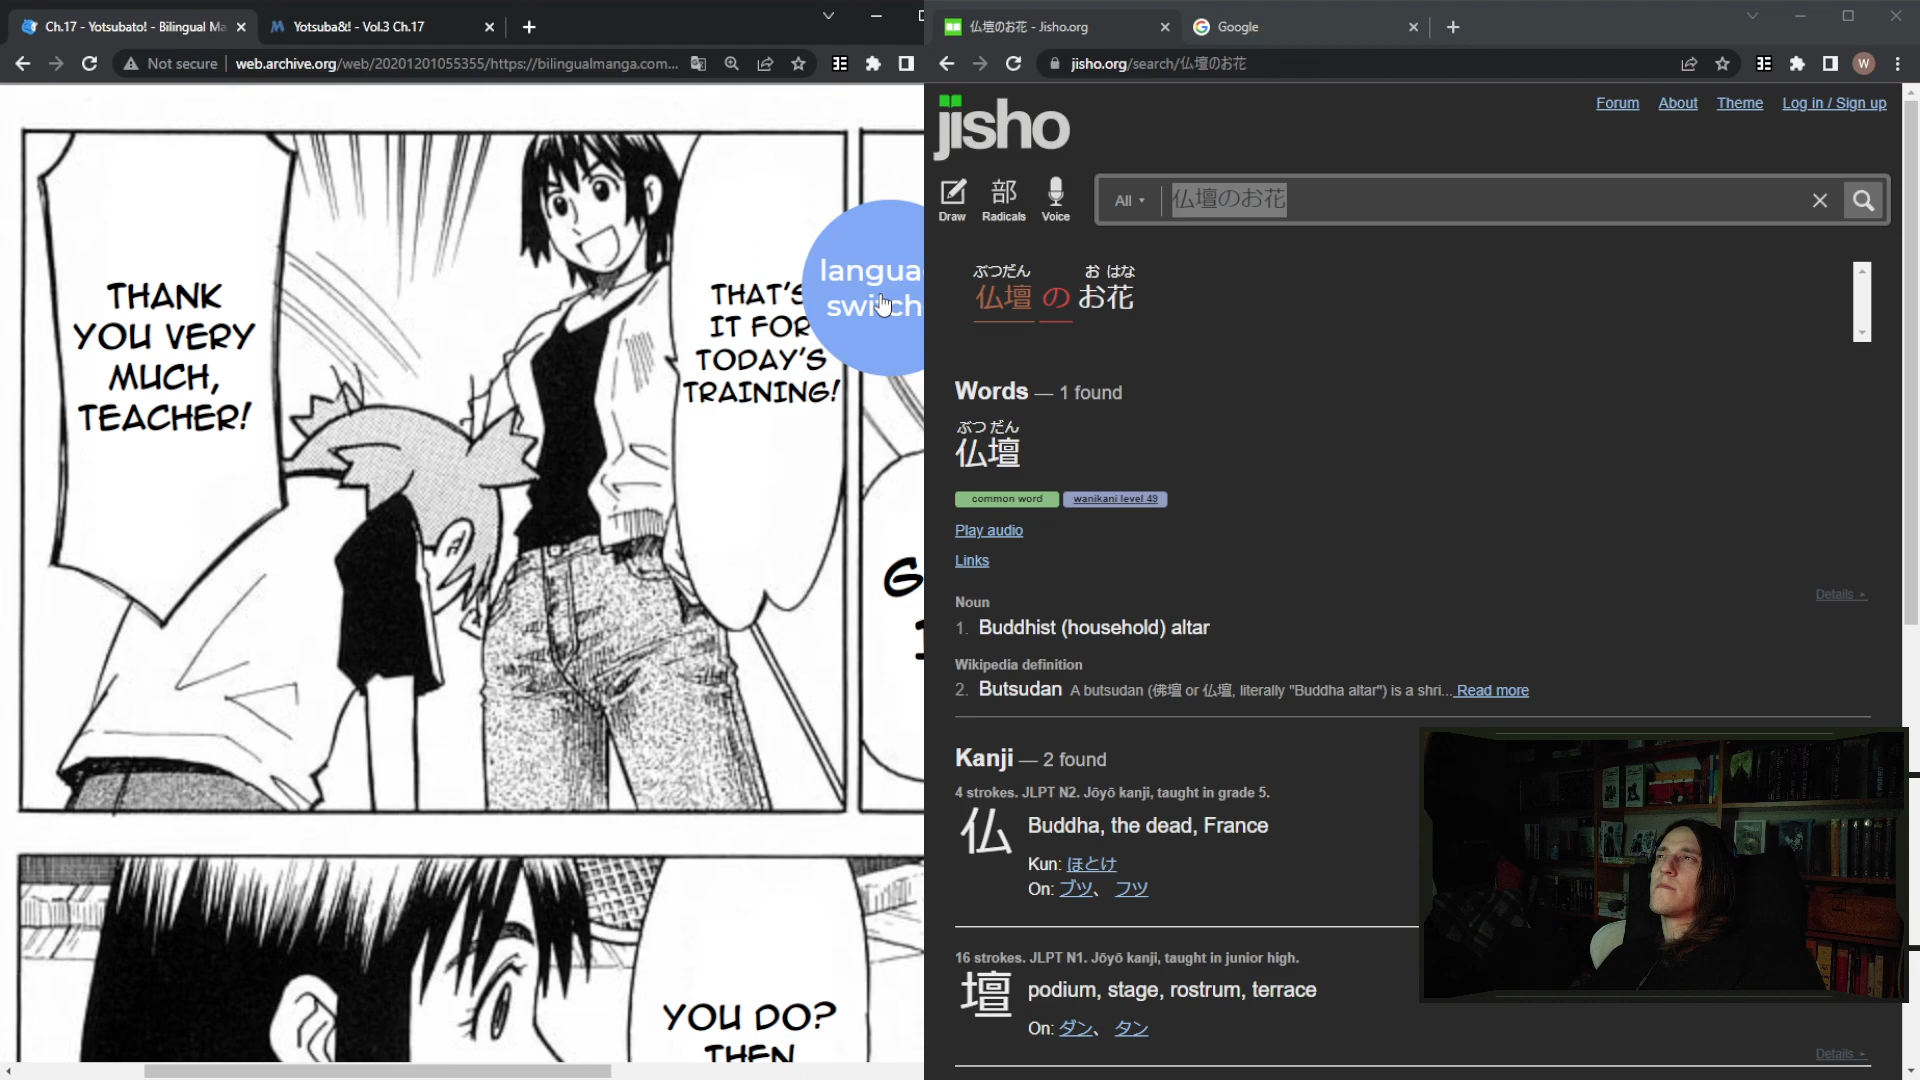 Ch.17 - Yotsubato! - Bilingual Ma
Yotsuba&! - Vol.3 Ch.17
Not secure
web.archive.org/web/20201201055355/https://bilingualmanga.com...
THANK
YOU VERY
MUCH,
TEACHER!
THAT'S
IT FOR
TODAY'S
TRAINING!
langua
switch
G
YOU DO?
THEN
仏壇のお花 - Jisho.org
Google
jisho.org/search/仏壇のお花
W
Forum
About
Theme
Log in / Sign up
jisho
部
Draw
Radicals
Voice
All
仏壇のお花
ぶつだん お はな
仏壇 の お花
Words — 1 found
ぶつ だん
仏壇
common word
wanikani level 49
Play audio
Links
Details
Noun
1. Buddhist (household) altar
Wikipedia definition
2. Butsudan A butsudan (佛壇 or 仏壇, literally "Buddha altar") is a shri... Read more
Kanji — 2 found
4 strokes. JLPT N2. Jōyō kanji, taught in grade 5.
仏
Buddha, the dead, France
Kun: ほとけ
On: ブツ、 フツ
16 strokes. JLPT N1. Jōyō kanji, taught in junior high.
壇
podium, stage, rostrum, terrace
On: ダン、 タン
Details